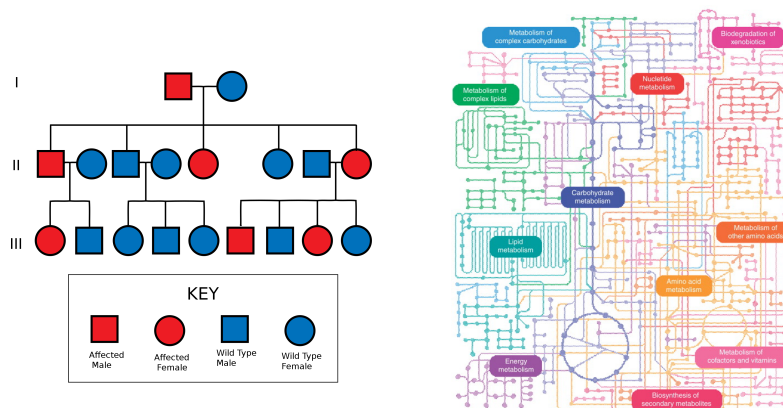 I
II
III
KEY
Affected
Male
Affected
Female
Wild Type
Male
Wild Type
Female
Metabolism of
complex carbohydrates
Biodegradation of
xenobiotics
Nucletide
metabolism
Metabolism of
complex lipids
Carbohydrate
metabolism
Metabolism of
other amino acids
Lipid
metabolism
Amino acid
metabolism
Metabolism of
cofactors and vitamins
Energy
metabolism
Biosynthesis of
secondary metabolites